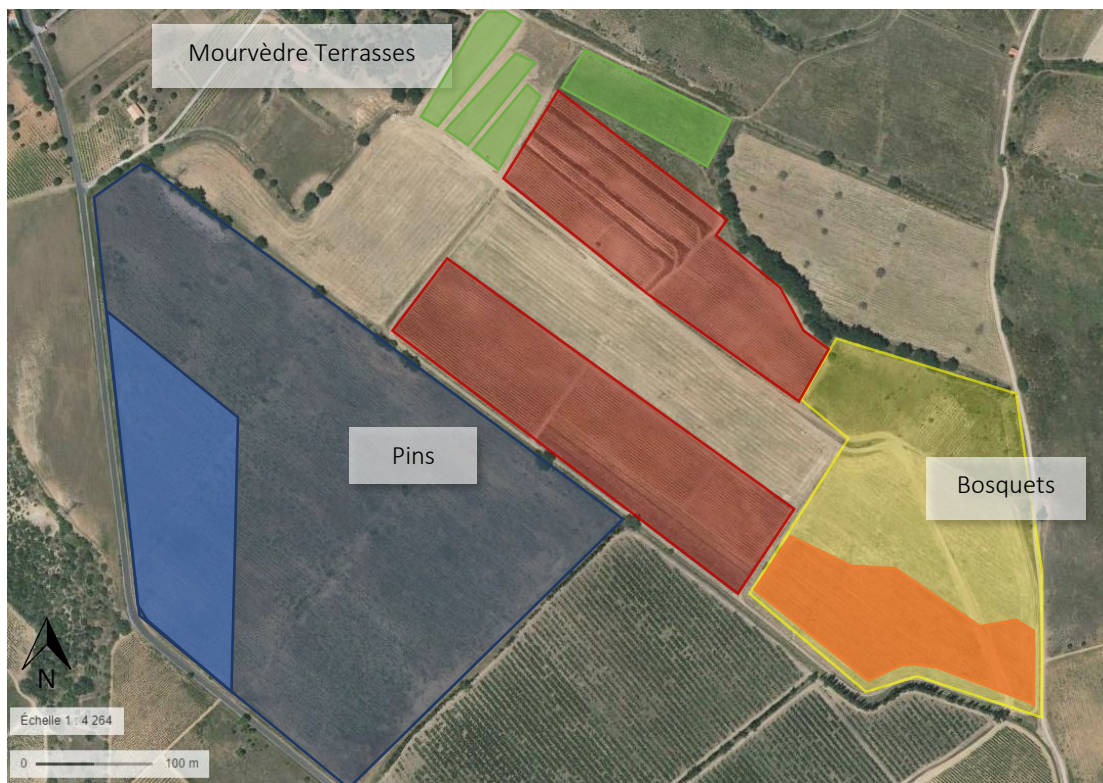 Mourvèdre Terrasses
Pins
Bosquets
N
Échelle 1 : 4 264
0 100 m